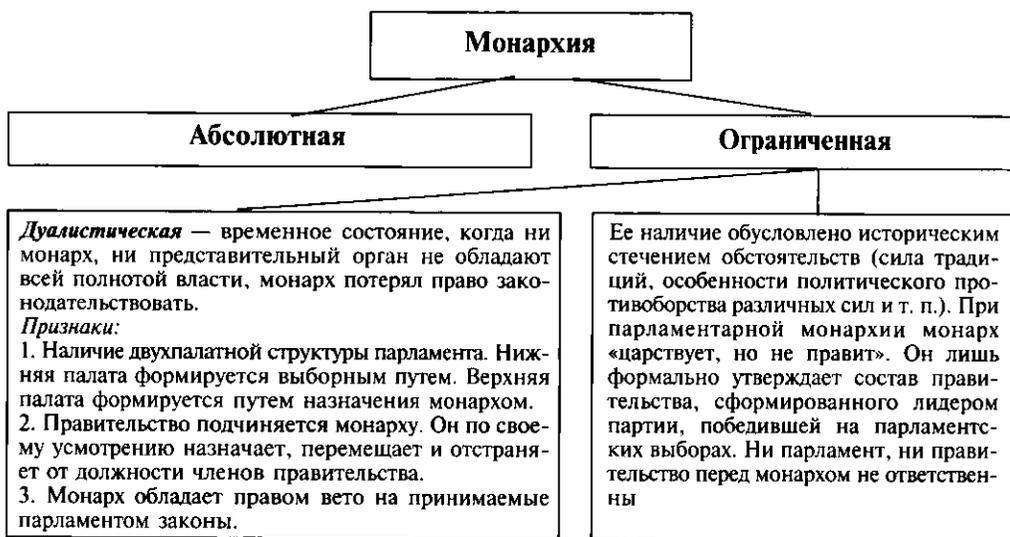 Монархия
Абсолютная
Ограниченная
Дуалистическая — временное состояние, когда ни
монарх, ни представительный орган не обладают
всей полнотой власти, монарх потерял право зако-
нодательствовать.
Признаки:
1. Наличие двухпалатной структуры парламента. Ниж-
няя палата формируется выборным путем. Верхняя
палата формируется путем назначения монархом.
2. Правительство подчиняется монарху. Он по свое-
му усмотрению назначает, перемещает и отстраня-
ет от должности членов правительства.
3. Монарх обладает правом вето на принимаемые
парламентом законы.
Ее наличие обусловлено историческим
стечением обстоятельств (сила тради-
ций, особенности политического про-
тивоборства различных сил и т. п.). При
парламентарной монархии монарх
«царствует, но не правит». Он лишь
формально утверждает состав прави-
тельства, сформированного лидером
партии, победившей на парламентс-
ких выборах. Ни парламент, ни прави-
тельство перед монархом не ответствен-
ны